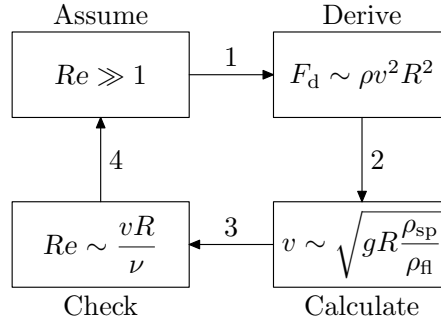 Assume Derive
Re ≫ 1 1 F_d ∼ ρv²R²
4 2
Re ∼ vR/ν 3 v ∼ √(gR ρ_sp/ρ_fl)
Check Calculate